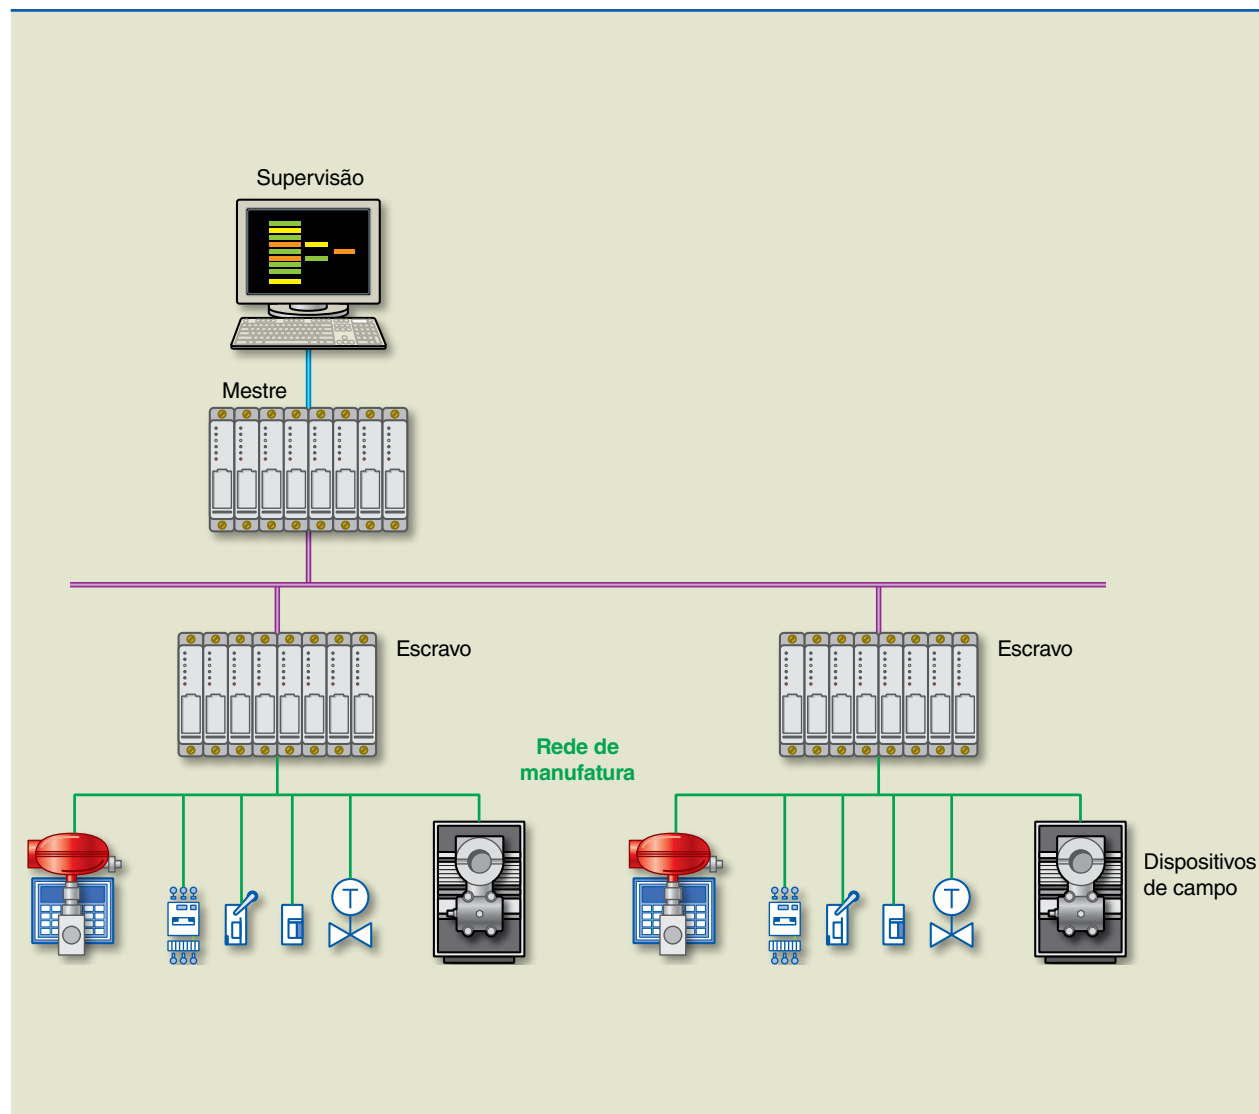 Supervisão
Mestre
Escravo
Escravo
Rede de
manufatura
T
T
Dispositivos
de campo